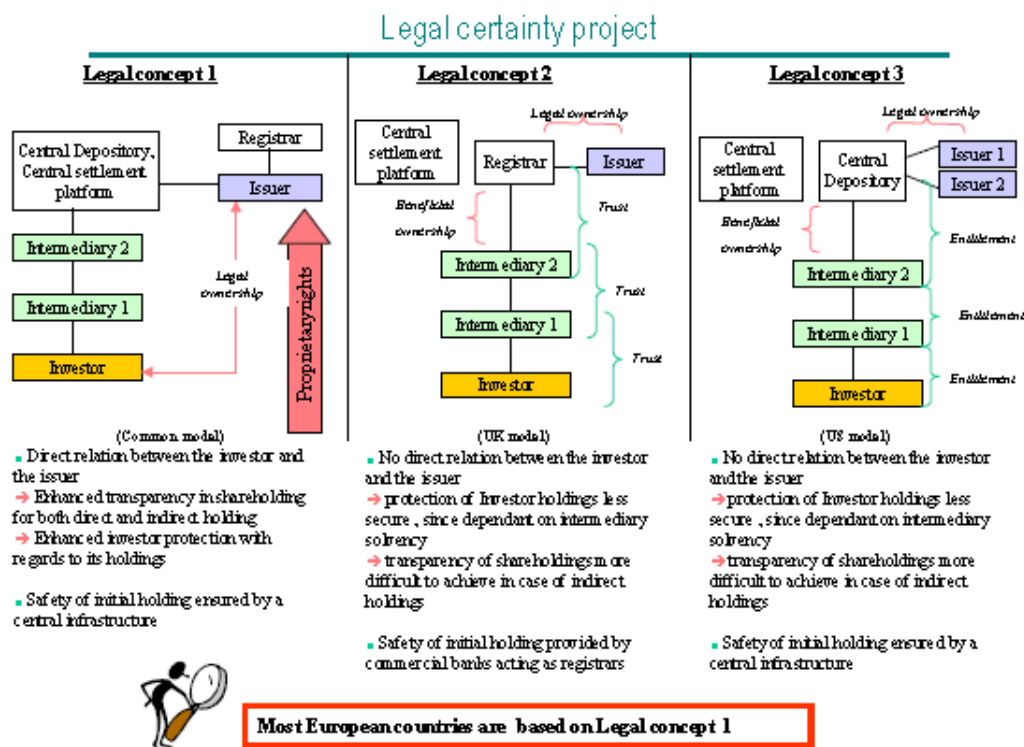 Legal certainty project
Legal concept 1
Central Depository,
Central settlement
platform
Registrar
Issuer
Intermediary 2
Intermediary 1
Investor
Legal
ownership
Proprietary rights
(Common model)
▪ Direct relation between the investor and
the issuer
➔ Enhanced transparency in shareholding
for both direct and indirect holding
➔ Enhanced investor protection with
regards to its holdings
▪ Safety of initial holding ensured by a
central infrastructure
Legal concept 2
Legal ownership
Central
settlement
platform
Registrar
Issuer
Beneficial
ownership
Trust
Intermediary 2
Trust
Intermediary 1
Trust
Investor
(UK model)
▪ No direct relation between the investor
and the issuer
➔ protection of Investor holdings less
secure , since dependant on intermediary
solvency
➔ transparency of shareholdings more
difficult to achieve in case of indirect
holdings
▪ Safety of initial holding provided by
commercial banks acting as registrars
Legal concept 3
Legal ownership
Central
settlement
platform
Central
Depository
Issuer 1
Issuer 2
Beneficial
ownership
Entitlement
Intermediary 2
Entitlement
Intermediary 1
Entitlement
Investor
(US model)
▪ No direct relation between the investor
and the issuer
➔ protection of Investor holdings less
secure , since dependant on intermediary
solvency
➔ transparency of shareholdings more
difficult to achieve in case of indirect
holdings
▪ Safety of initial holding ensured by a
central infrastructure
Most European countries are based on Legal concept 1